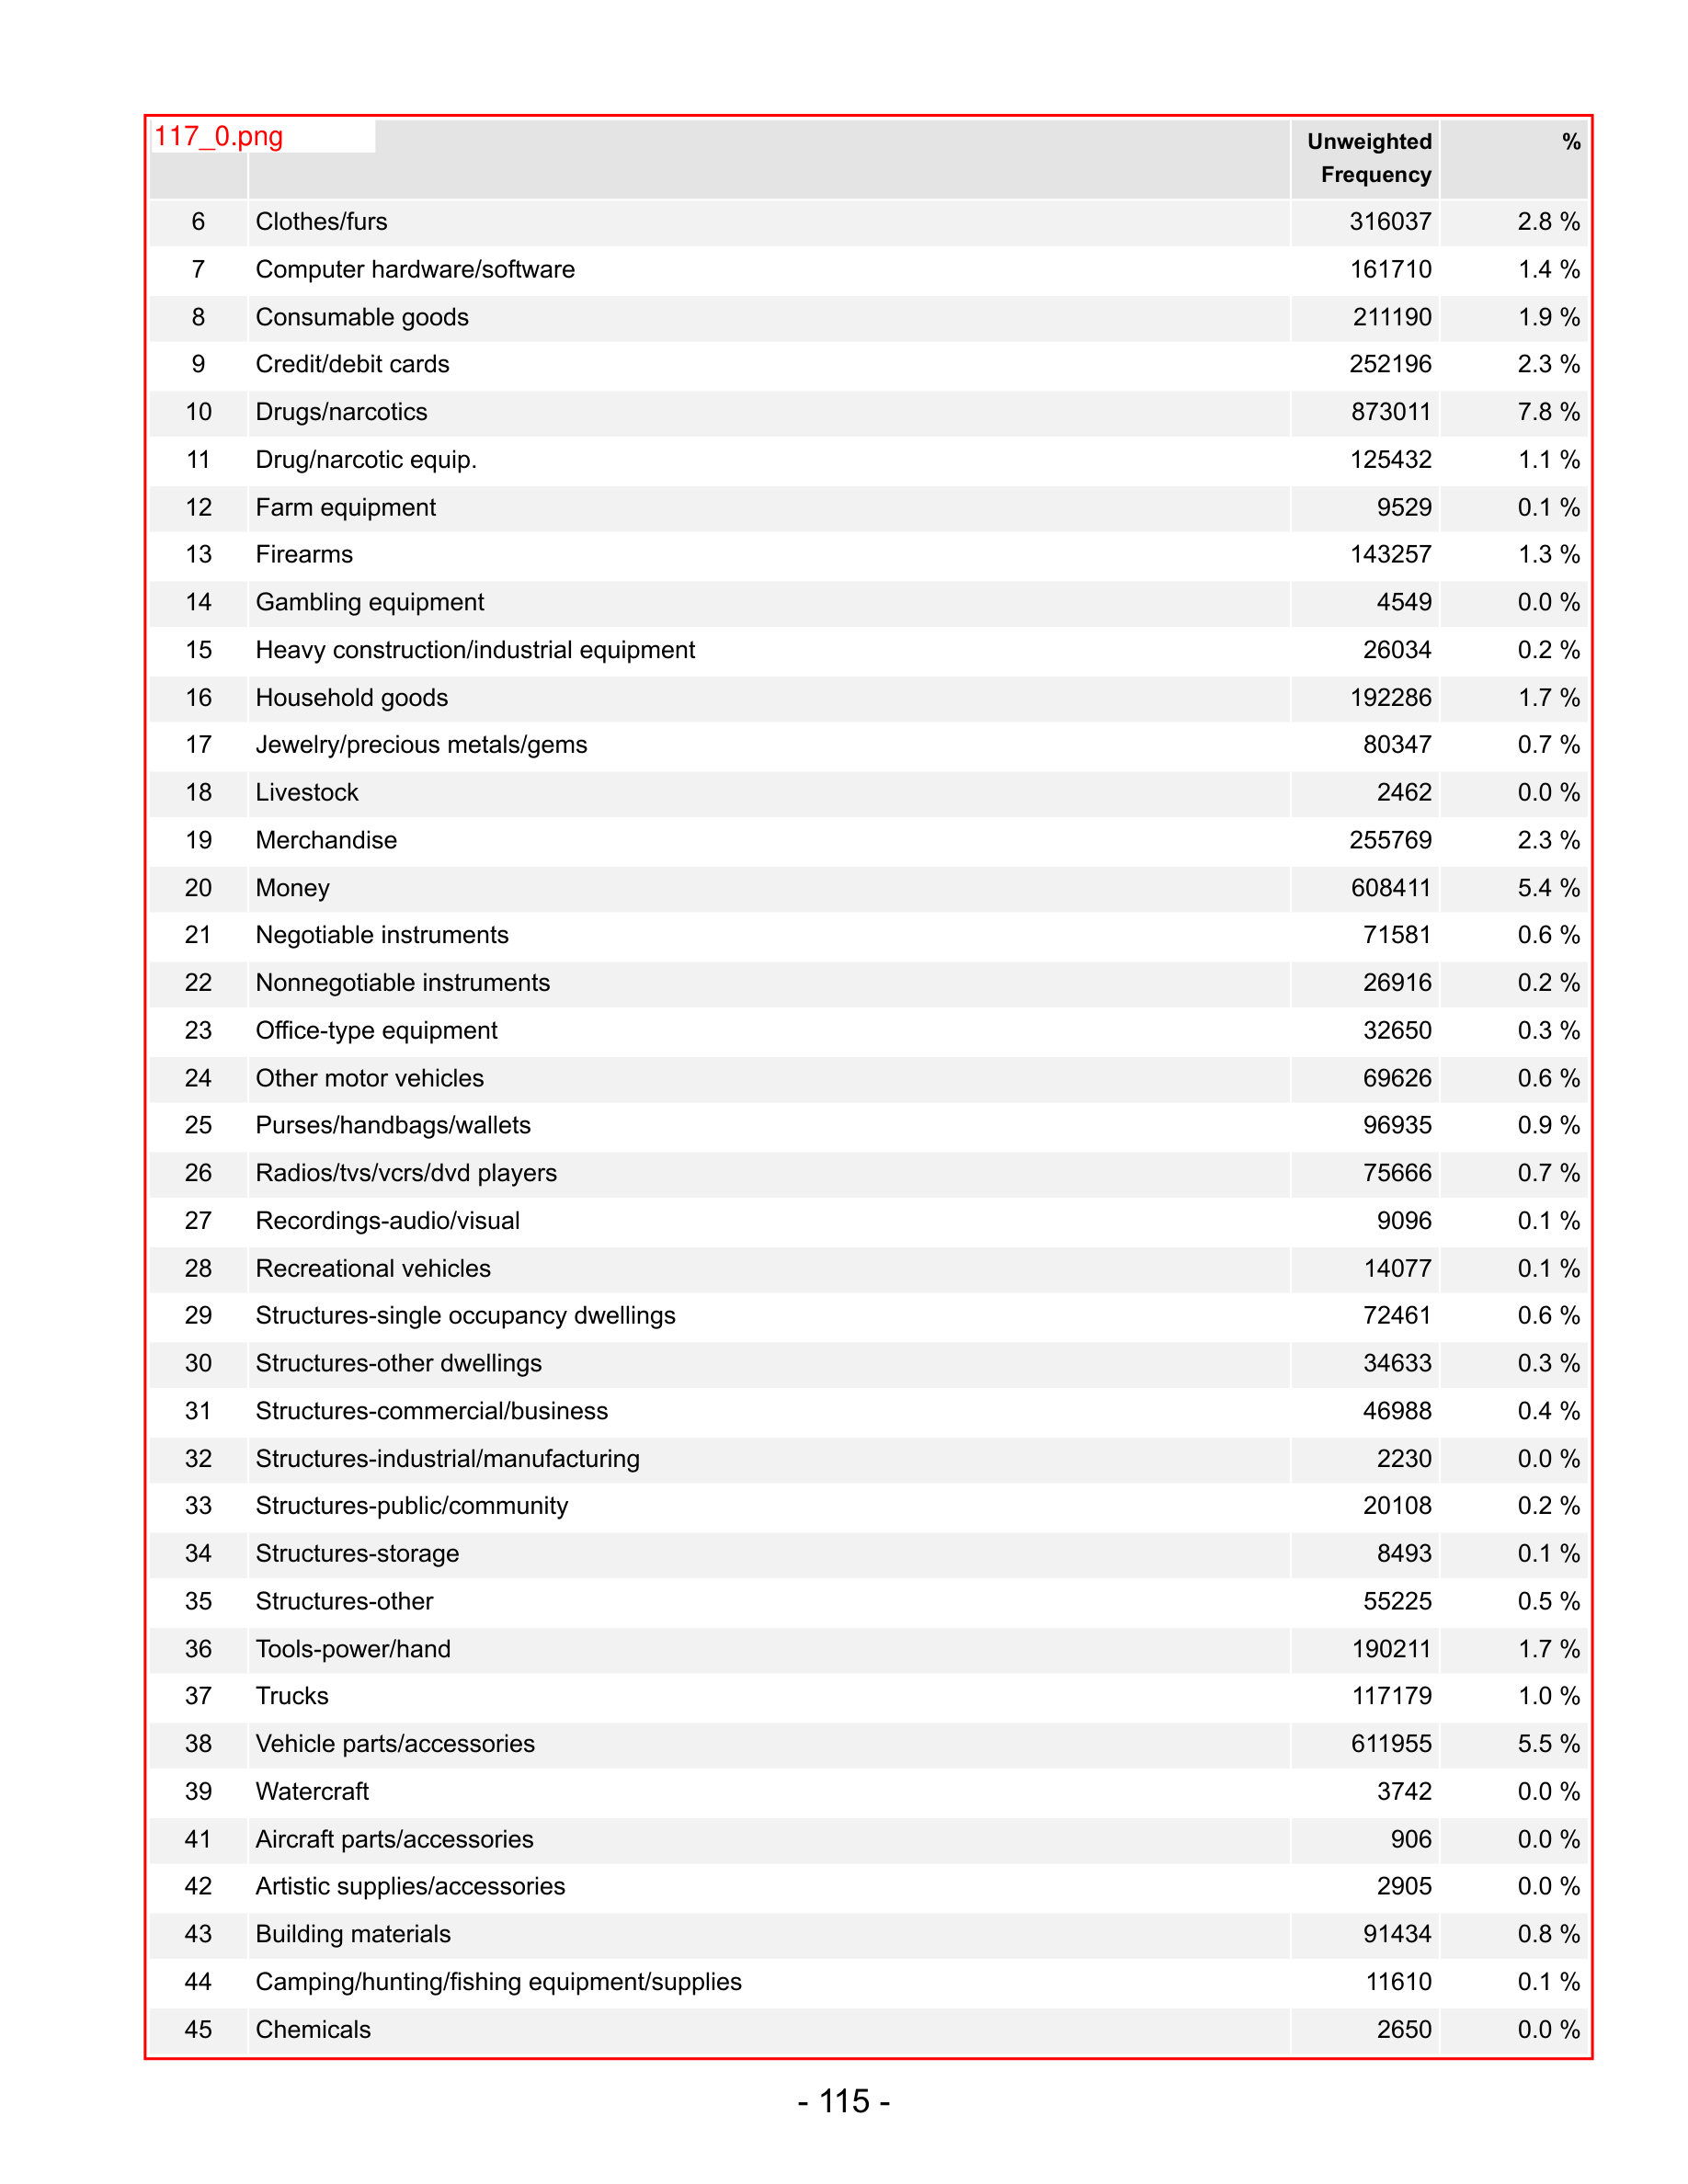 117_0.png
Unweighted Frequency %
6 Clothes/furs 316037 2.8 %
7 Computer hardware/software 161710 1.4 %
8 Consumable goods 211190 1.9 %
9 Credit/debit cards 252196 2.3 %
10 Drugs/narcotics 873011 7.8 %
11 Drug/narcotic equip. 125432 1.1 %
12 Farm equipment 9529 0.1 %
13 Firearms 143257 1.3 %
14 Gambling equipment 4549 0.0 %
15 Heavy construction/industrial equipment 26034 0.2 %
16 Household goods 192286 1.7 %
17 Jewelry/precious metals/gems 80347 0.7 %
18 Livestock 2462 0.0 %
19 Merchandise 255769 2.3 %
20 Money 608411 5.4 %
21 Negotiable instruments 71581 0.6 %
22 Nonnegotiable instruments 26916 0.2 %
23 Office-type equipment 32650 0.3 %
24 Other motor vehicles 69626 0.6 %
25 Purses/handbags/wallets 96935 0.9 %
26 Radios/tvs/vcrs/dvd players 75666 0.7 %
27 Recordings-audio/visual 9096 0.1 %
28 Recreational vehicles 14077 0.1 %
29 Structures-single occupancy dwellings 72461 0.6 %
30 Structures-other dwellings 34633 0.3 %
31 Structures-commercial/business 46988 0.4 %
32 Structures-industrial/manufacturing 2230 0.0 %
33 Structures-public/community 20108 0.2 %
34 Structures-storage 8493 0.1 %
35 Structures-other 55225 0.5 %
36 Tools-power/hand 190211 1.7 %
37 Trucks 117179 1.0 %
38 Vehicle parts/accessories 611955 5.5 %
39 Watercraft 3742 0.0 %
41 Aircraft parts/accessories 906 0.0 %
42 Artistic supplies/accessories 2905 0.0 %
43 Building materials 91434 0.8 %
44 Camping/hunting/fishing equipment/supplies 11610 0.1 %
45 Chemicals 2650 0.0 %
- 115 -